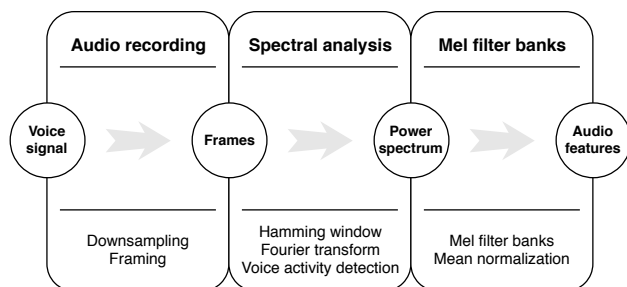 Audio recording
Spectral analysis
Mel filter banks
Voice
signal
Frames
Power
spectrum
Audio
features
Downsampling
Framing
Hamming window
Fourier transform
Voice activity detection
Mel filter banks
Mean normalization